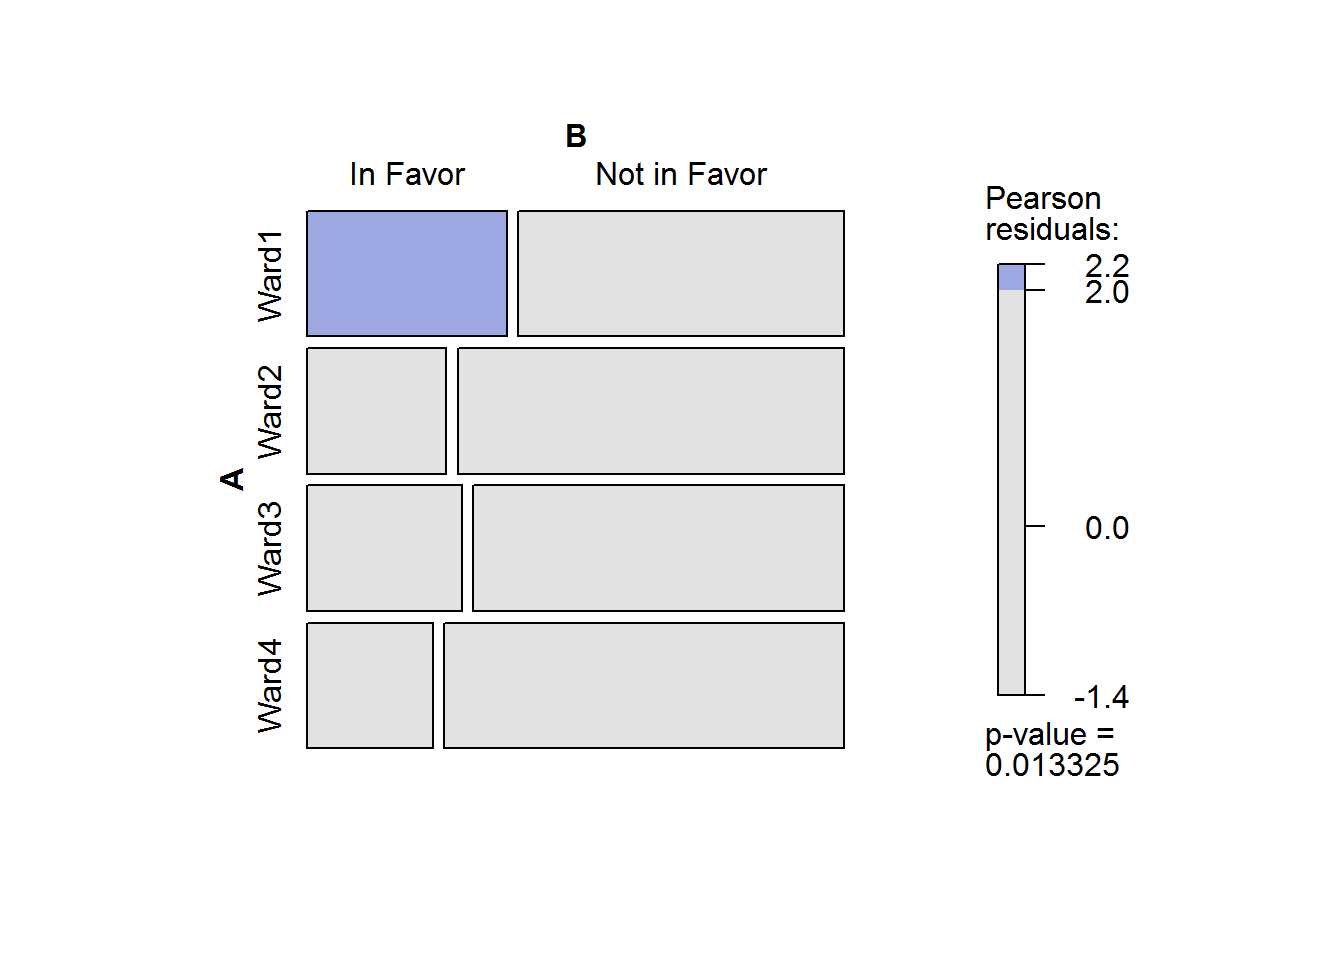 B
In Favor
Not in Favor
A
Ward1
Ward2
Ward3
Ward4
Pearson
residuals:
2.2
2.0
0.0
-1.4
p-value =
0.013325